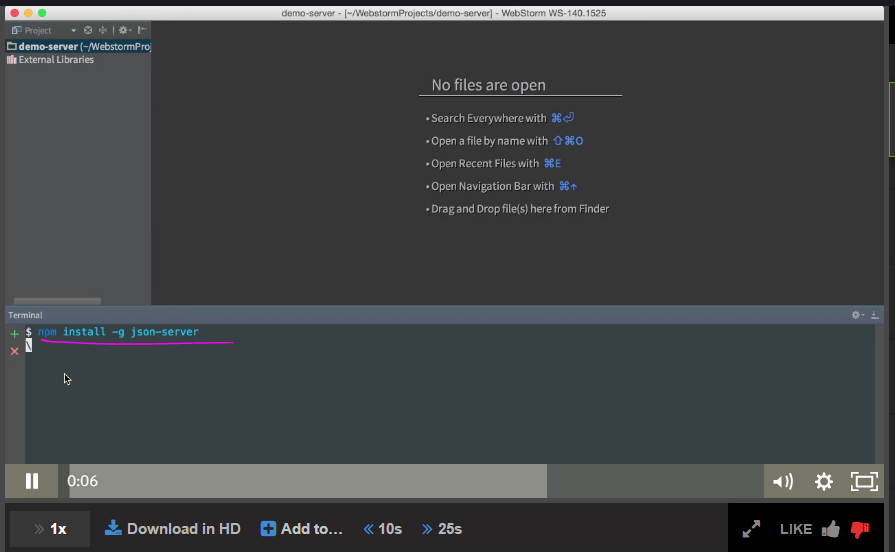 demo-server - [~/WebstormProjects/demo-server] - WebStorm WS-140.1525
Project
demo-server (~/WebstormProj
External Libraries
No files are open
• Search Everywhere with ⌘⏎
• Open a file by name with ⇧⌘O
• Open Recent Files with ⌘E
• Open Navigation Bar with ⌘↑
• Drag and Drop file(s) here from Finder
Terminal
$ npm install -g json-server
\
0:06
1x
Download in HD
Add to...
10s
25s
LIKE